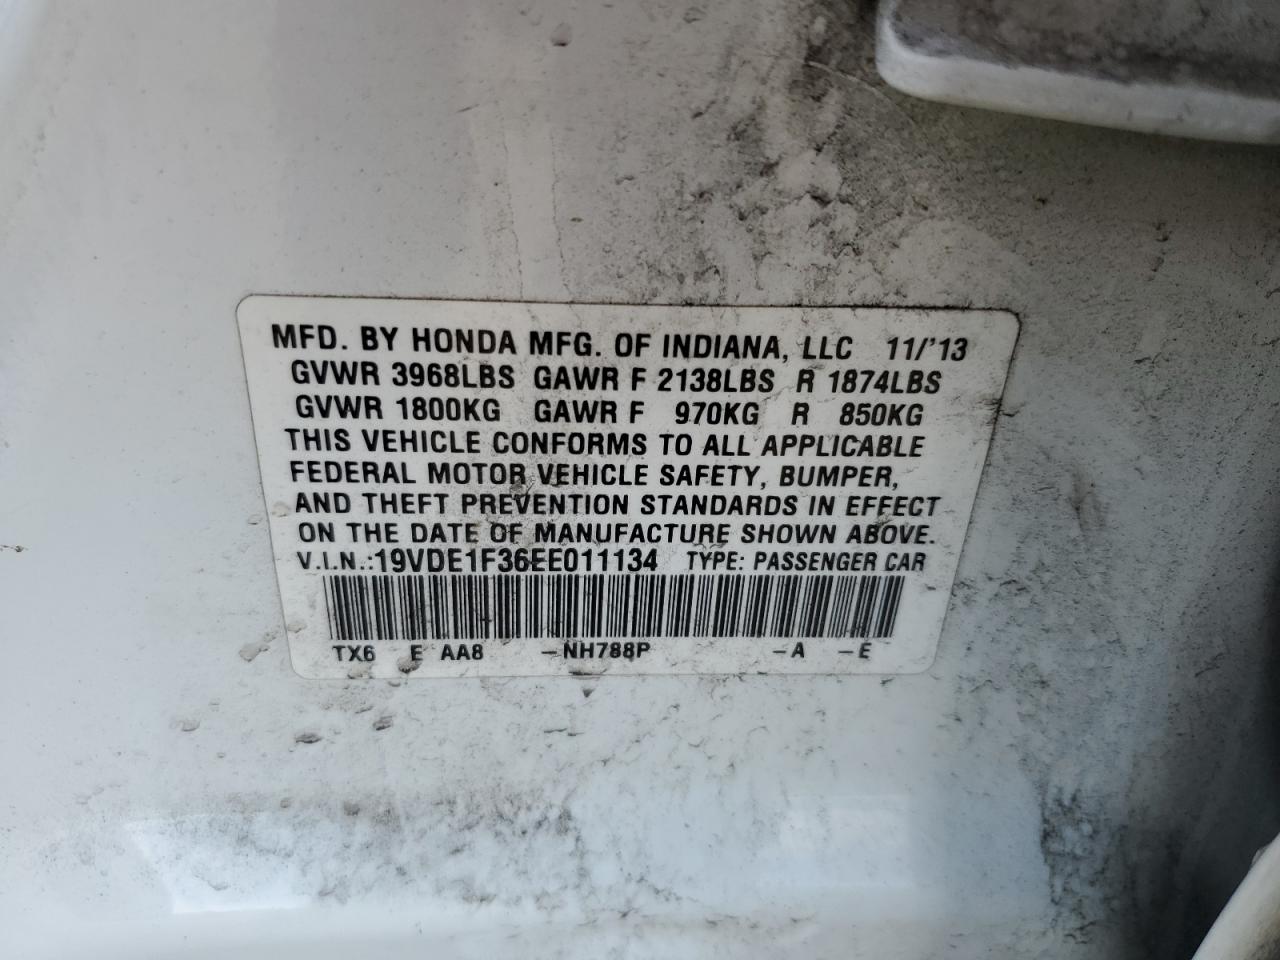 MFD. BY HONDA MFG. OF INDIANA, LLC 11/'13
GVWR 3968LBS GAWR F 2138LBS R 1874LBS
GVWR 1800KG GAWR F 970KG R 850KG
THIS VEHICLE CONFORMS TO ALL APPLICABLE
FEDERAL MOTOR VEHICLE SAFETY, BUMPER,
AND THEFT PREVENTION STANDARDS IN EFFECT
ON THE DATE OF MANUFACTURE SHOWN ABOVE.
V.I.N.:19VDE1F36EE011134 TYPE: PASSENGER CAR
TX6 E AA8 -NH788P -A -E